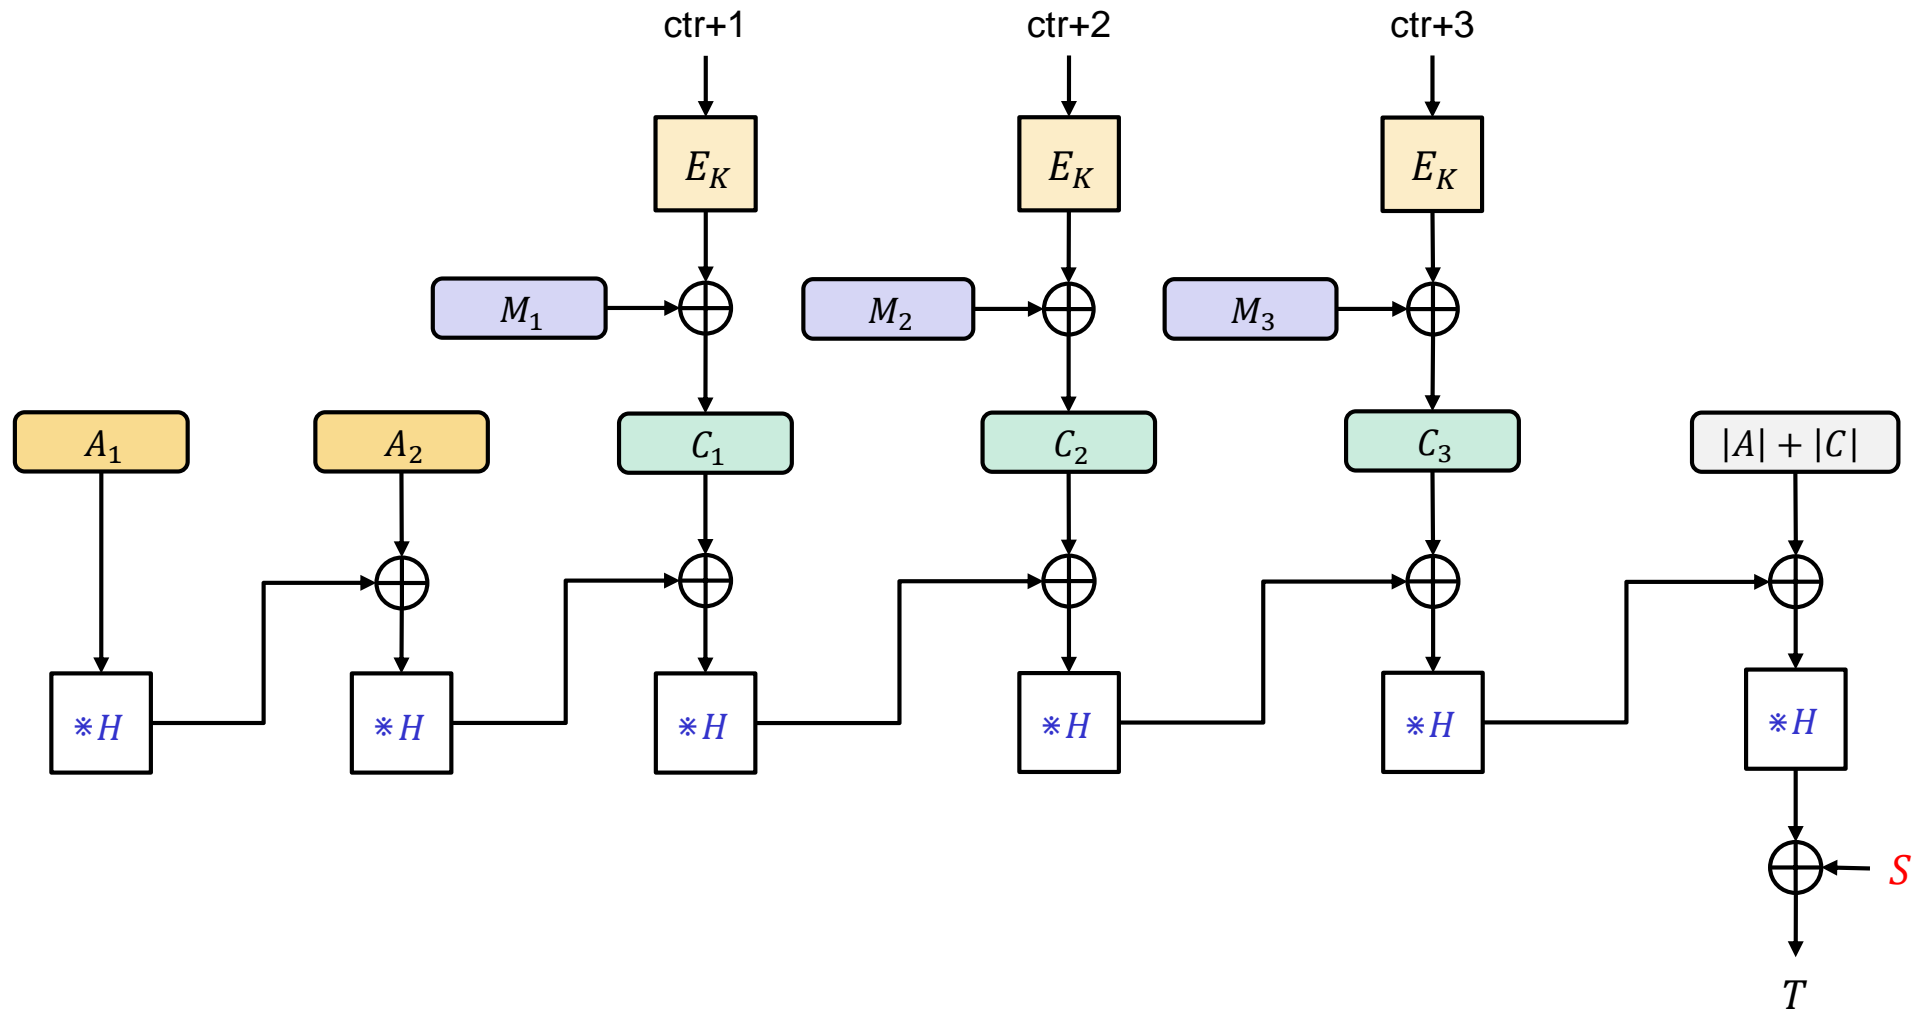 ctr+1 ctr+2 ctr+3
E_K E_K E_K
M_1 M_2 M_3
A_1 A_2 C_1 C_2 C_3 |A| + |C|
⨳H ⨳H ⨳H ⨳H ⨳H ⨳H
S
T